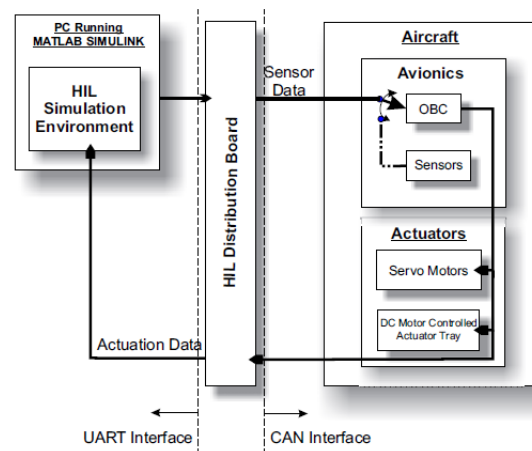 PC Running
MATLAB SIMULINK
HIL
Simulation
Environment
HIL Distribution Board
Sensor
Data
Aircraft
Avionics
OBC
Sensors
Actuators
Servo Motors
DC Motor Controlled
Actuator Tray
Actuation Data
UART Interface
CAN Interface